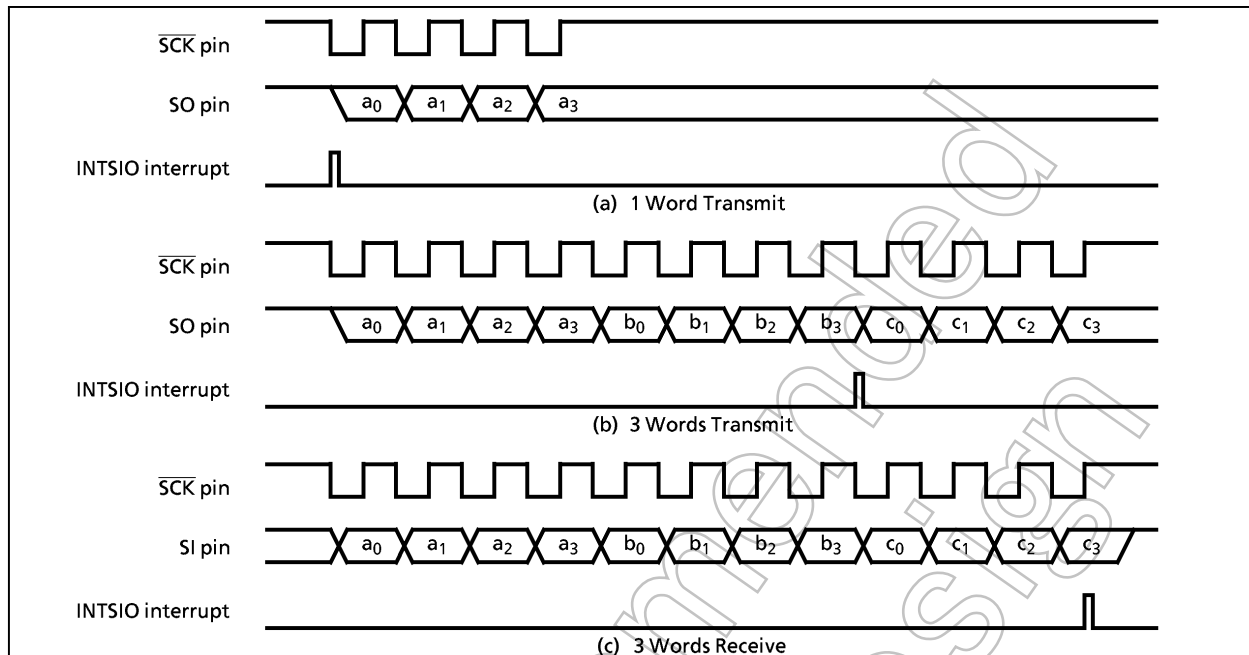 SCK pin
SO pin a0 a1 a2 a3
INTSIO interrupt
(a) 1 Word Transmit
SCK pin
SO pin a0 a1 a2 a3 b0 b1 b2 b3 c0 c1 c2 c3
INTSIO interrupt
(b) 3 Words Transmit
SCK pin
SI pin a0 a1 a2 a3 b0 b1 b2 b3 c0 c1 c2 c3
INTSIO interrupt
(c) 3 Words Receive
mended
esign